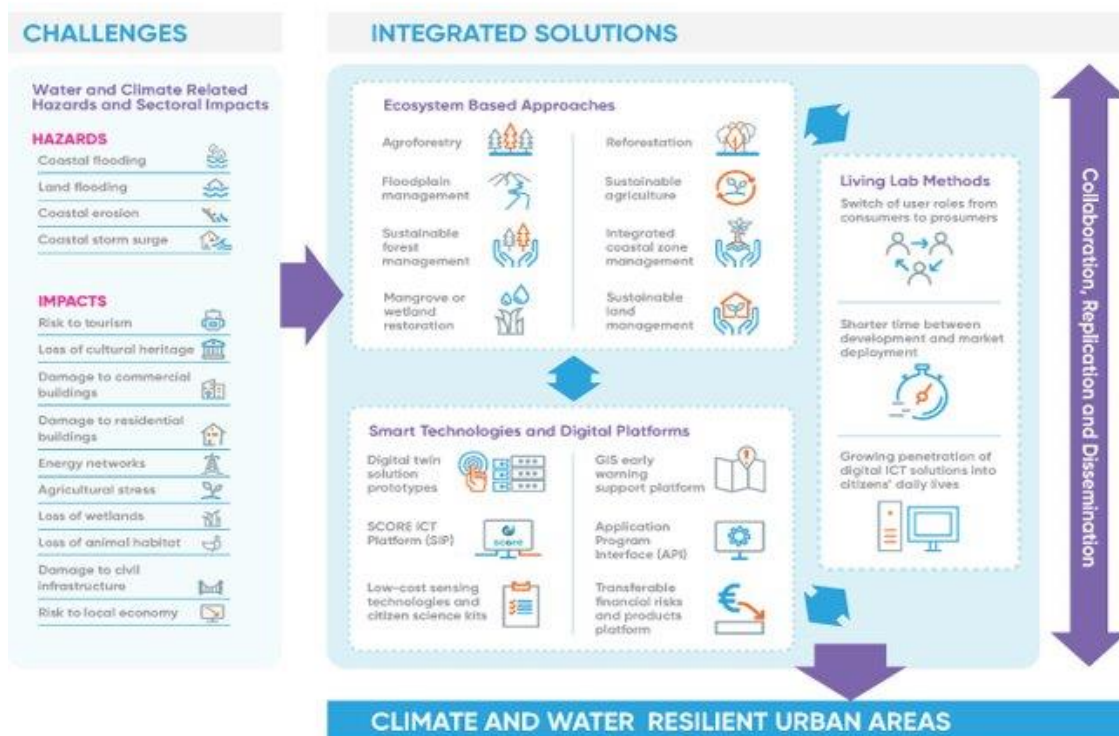 CHALLENGES
Water and Climate Related
Hazards and Sectoral Impacts
HAZARDS
Coastal flooding
Land flooding
Coastal erosion
Coastal storm surge
IMPACTS
Risk to tourism
Loss of cultural heritage
Damage to commercial
buildings
Damage to residential
buildings
Energy networks
Agricultural stress
Loss of wetlands
Loss of animal habitat
Damage to civil
infrastructure
Risk to local economy
INTEGRATED SOLUTIONS
Ecosystem Based Approaches
Agroforestry
Floodplain
management
Sustainable
forest
management
Mangrove or
wetland
restoration
Reforestation
Sustainable
agriculture
Integrated
coastal zone
management
Sustainable
land
management
Smart Technologies and Digital Platforms
Digital twin
solution
prototypes
SCORE ICT
Platform (SIP)
score
Low-cost sensing
technologies and
citizen science kits
GIS early
warning
support platform
Application
Program
Interface (API)
Transferable
financial risks
and products
platform
Living Lab Methods
Switch of user roles from
consumers to prosumers
Shorter time between
development and market
deployment
Growing penetration of
digital ICT solutions into
citizens' daily lives
Collaboration, Replication and Dissemination
CLIMATE AND WATER RESILIENT URBAN AREAS